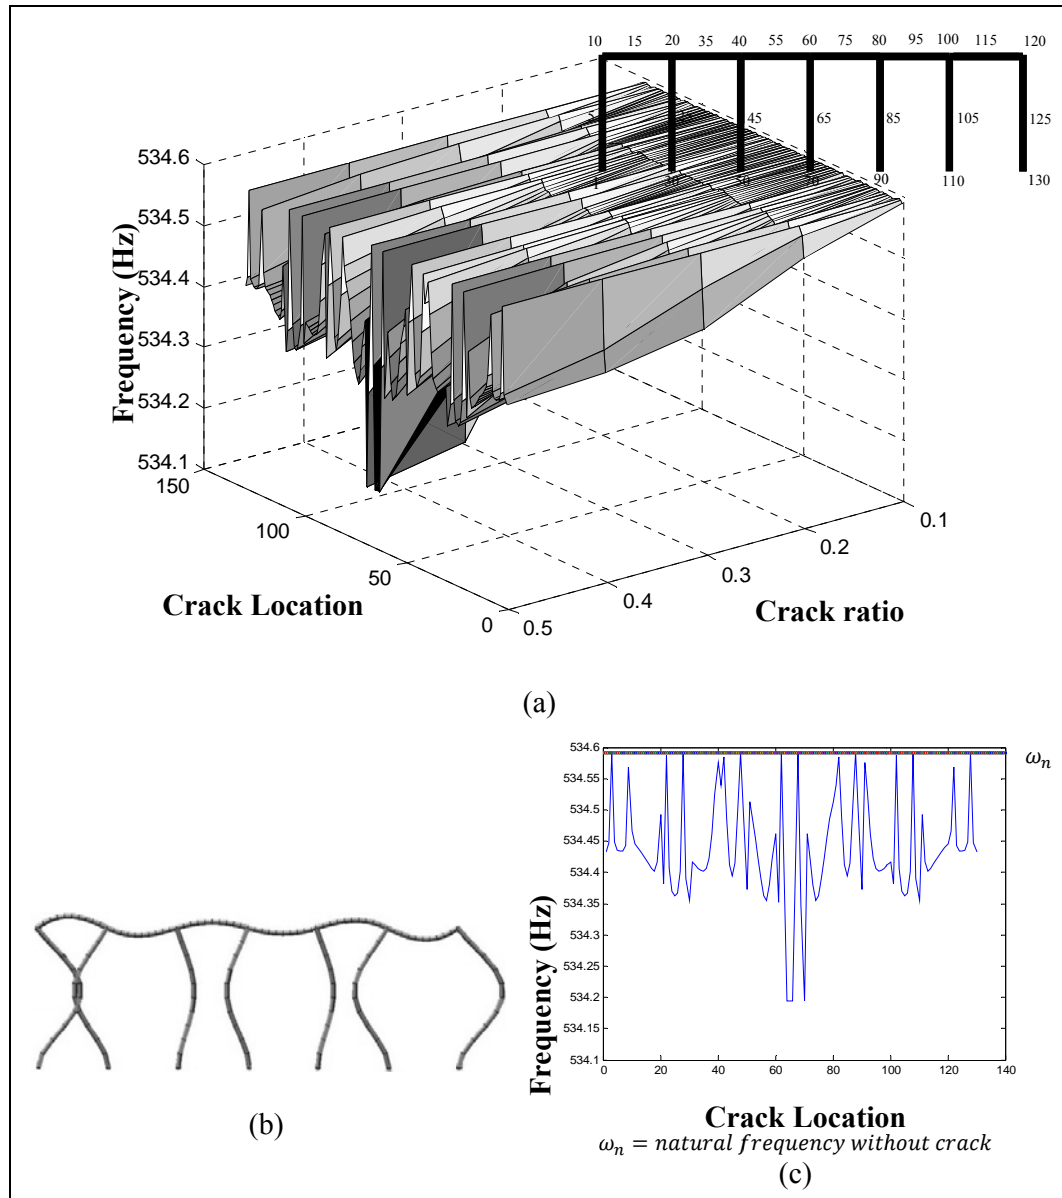 10 15 20 35 40 55 60 75 80 95 100 115 120
45 65 85 105 125
1 90 110 130
534.6
534.5
534.4
534.3
534.2
534.1
Frequency (Hz)
150
100
50
0
Crack Location
0.5
0.4
0.3
0.2
0.1
Crack ratio
(a)
(b)
534.6
534.55
534.5
534.45
534.4
534.35
534.3
534.25
534.2
534.15
534.1
Frequency (Hz)
ωn
0 20 40 60 80 100 120 140
Crack Location
ωn = natural frequency without crack
(c)